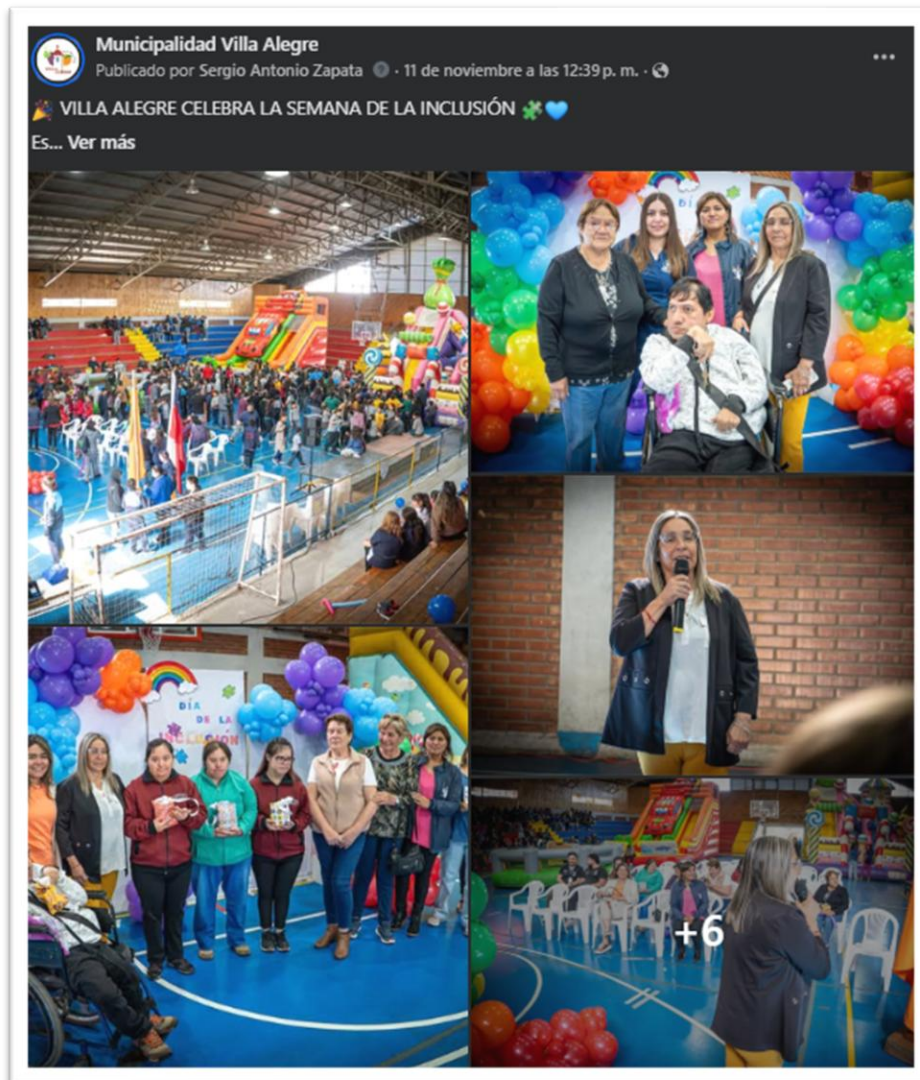 Municipalidad Villa Alegre
Publicado por Sergio Antonio Zapata · 11 de noviembre a las 12:39 p. m. ·
🎉 VILLA ALEGRE CELEBRA LA SEMANA DE LA INCLUSIÓN 🧩💙
Es... Ver más
DÍ
DÍA
DE LA
INCLUSIÓN
+6